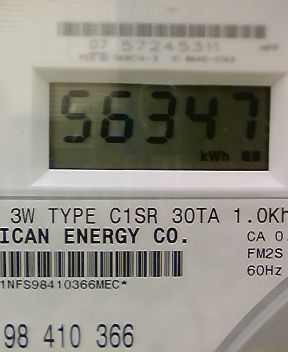 07 57245311
56347
kWh
3W TYPE C1SR 30TA 1.0Kh
ICAN ENERGY CO.
CA 0.
FM2S
60Hz
1NFS98410366MEC*
98 410 366